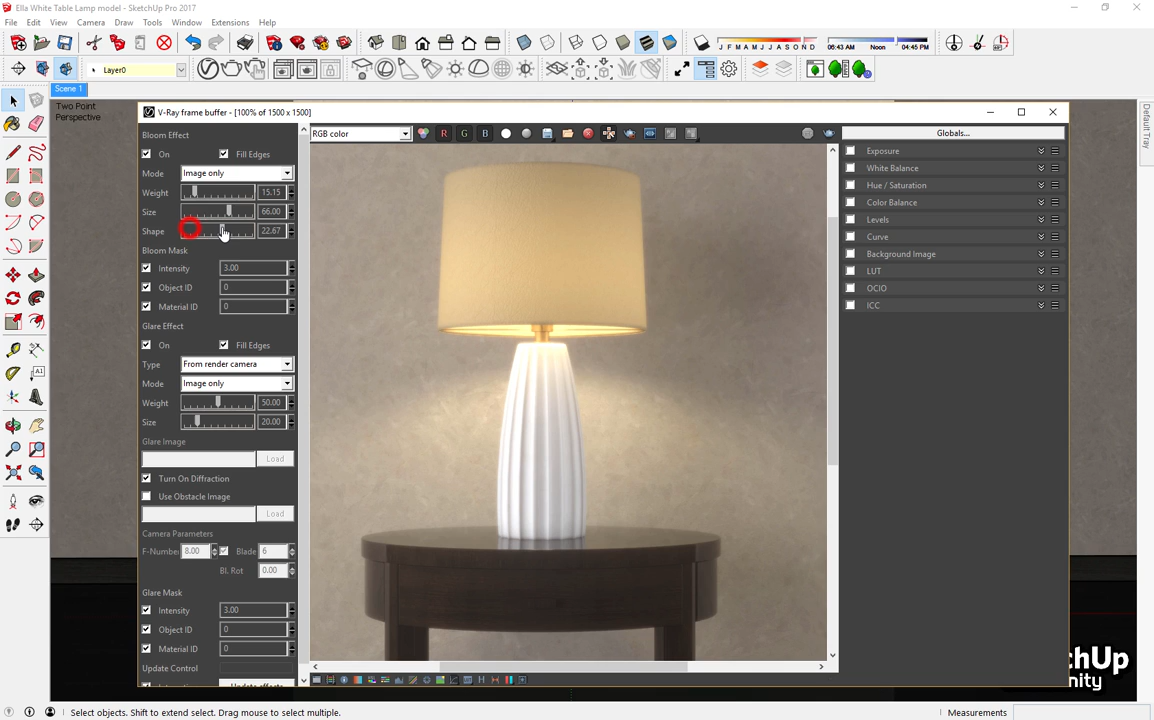 Ella White Table Lamp model - SketchUp Pro 2017
File Edit View Camera Draw Tools Window Extensions Help
J F M A M J J A S O N D
06:43 AM Noon 04:45 PM
Layer0
Scene 1
Two Point
Perspective
V-Ray frame buffer - [100% of 1500 x 1500]
Bloom Effect
On Fill Edges
Mode Image only
Weight 15.15
Size 66.00
Shape 22.67
Bloom Mask
Intensity 3.00
Object ID 0
Material ID 0
Glare Effect
On Fill Edges
Type From render camera
Mode Image only
Weight 50.00
Size 20.00
Glare Image
Load
Turn On Diffraction
Use Obstacle Image
Load
Camera Parameters
F-Number 8.00 Blade 6
Bl. Rot 0.00
Glare Mask
Intensity 3.00
Object ID 0
Material ID 0
Update Control
RGB color
R G B
Globals...
Exposure
White Balance
Hue / Saturation
Color Balance
Levels
Curve
Background Image
LUT
OCIO
ICC
Default Tray
chUp
nity
Select objects. Shift to extend select. Drag mouse to select multiple.
Measurements